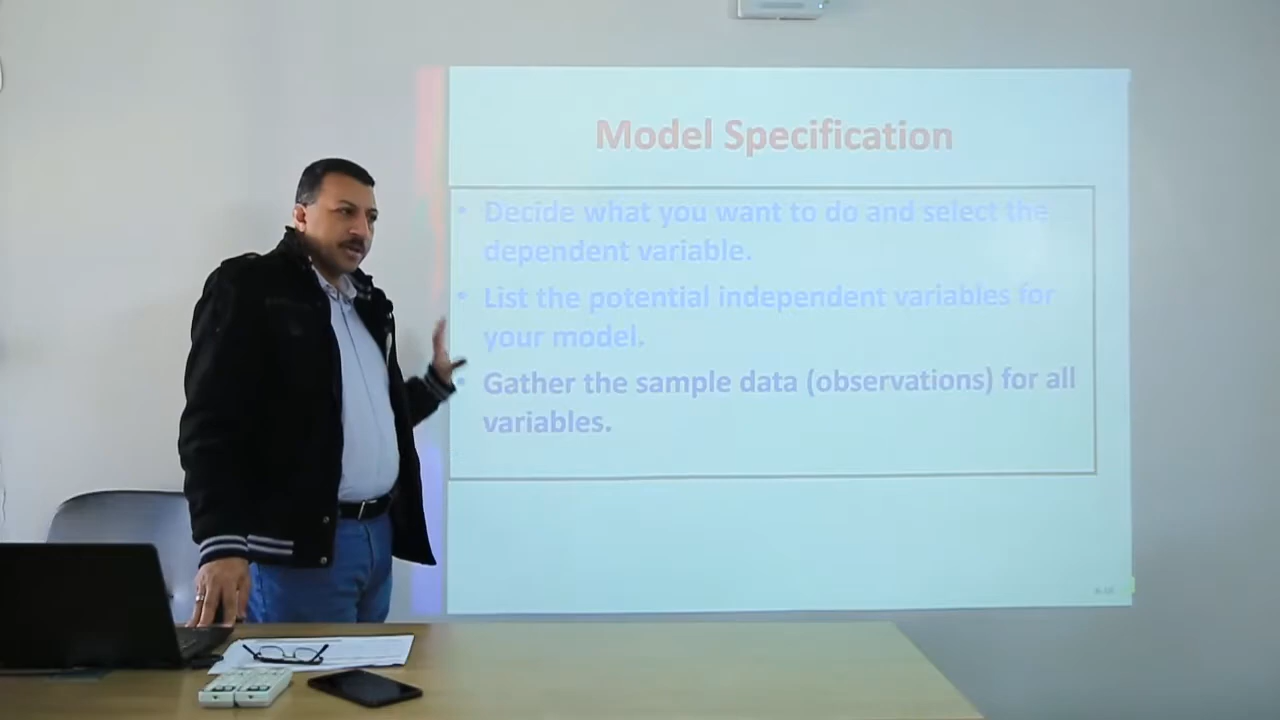 Model Specification
• Decide what you want to do and select the
dependent variable.
• List the potential independent variables for
your model.
• Gather the sample data (observations) for all
variables.